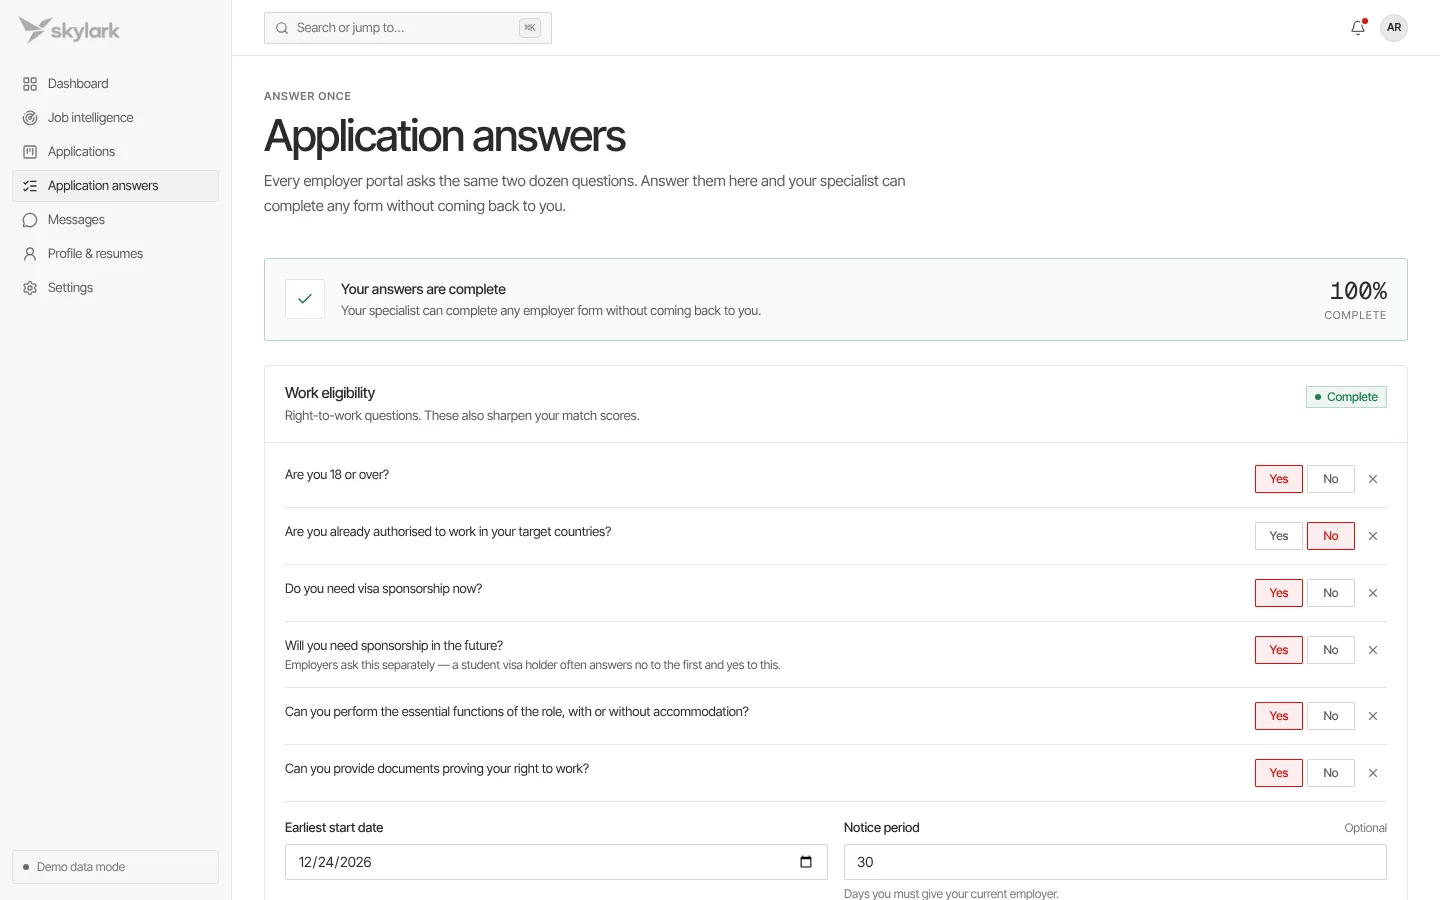 skylark
Search or jump to...
⌘K
AR
Dashboard
Job intelligence
Applications
Application answers
Messages
Profile & resumes
Settings
Demo data mode
ANSWER ONCE
Application answers
Every employer portal asks the same two dozen questions. Answer them here and your specialist can
complete any form without coming back to you.
Your answers are complete
Your specialist can complete any employer form without coming back to you.
100%
COMPLETE
Work eligibility
Right-to-work questions. These also sharpen your match scores.
Complete
Are you 18 or over?
Yes No
Are you already authorised to work in your target countries?
Yes No
Do you need visa sponsorship now?
Yes No
Will you need sponsorship in the future?
Employers ask this separately — a student visa holder often answers no to the first and yes to this.
Yes No
Can you perform the essential functions of the role, with or without accommodation?
Yes No
Can you provide documents proving your right to work?
Yes No
Earliest start date
12/24/2026
Notice period Optional
30
Days you must give your current employer.